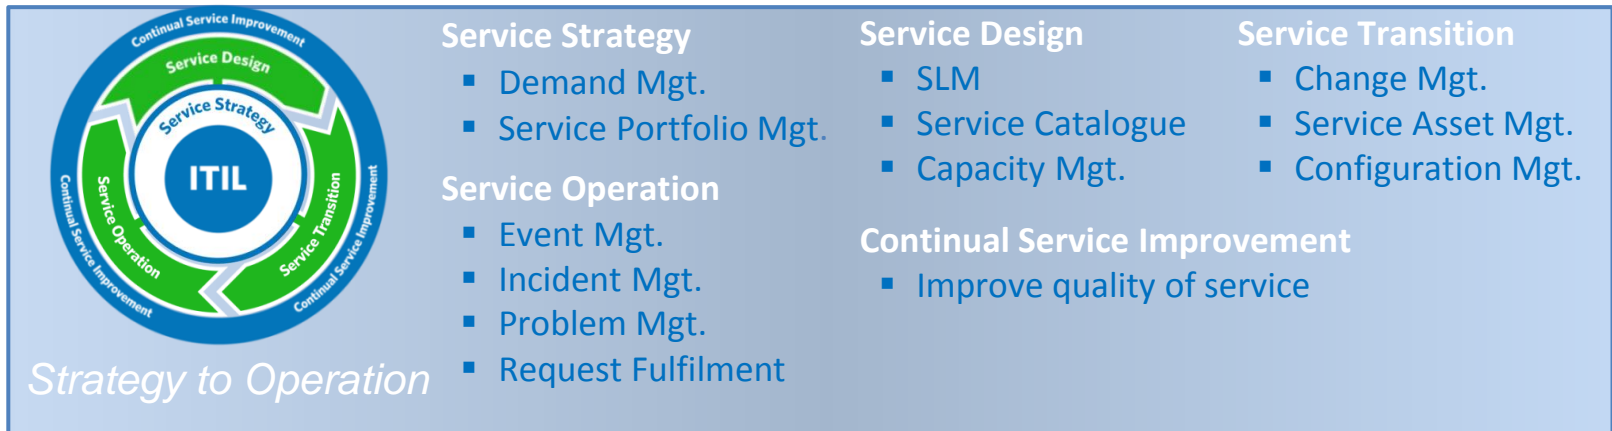 Continual Service Improvement
Service Design
Service Strategy
ITIL
Service Operation
Service Transition
Continual Service Improvement
Continual Service Improvement
Strategy to Operation
Service Strategy
▪ Demand Mgt.
▪ Service Portfolio Mgt.
Service Operation
▪ Event Mgt.
▪ Incident Mgt.
▪ Problem Mgt.
▪ Request Fulfilment
Service Design
▪ SLM
▪ Service Catalogue
▪ Capacity Mgt.
Service Transition
▪ Change Mgt.
▪ Service Asset Mgt.
▪ Configuration Mgt.
Continual Service Improvement
▪ Improve quality of service